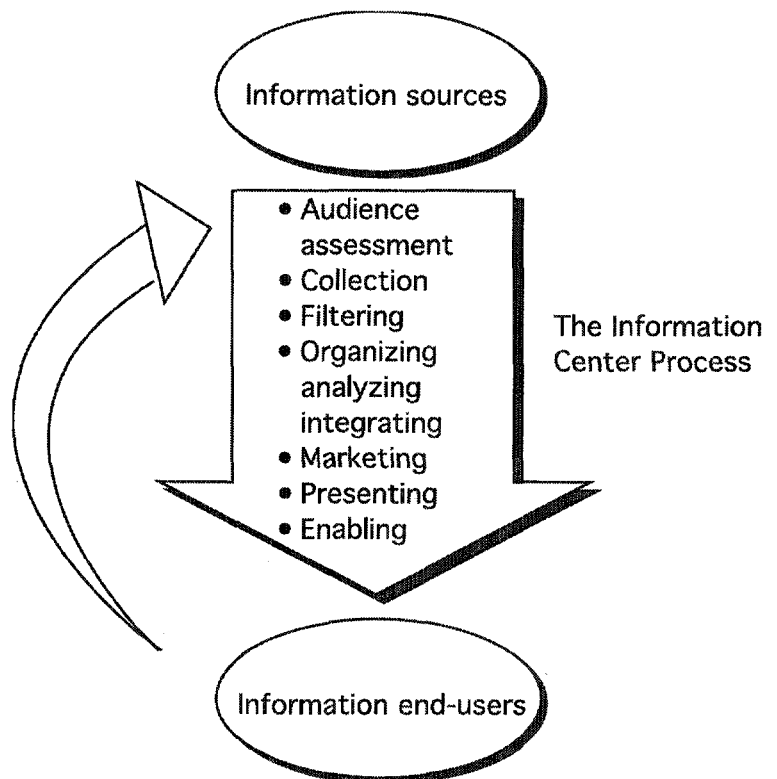 Information sources
• Audience
assessment
• Collection
• Filtering
• Organizing
analyzing
integrating
• Marketing
• Presenting
• Enabling
The Information
Center Process
Information end-users